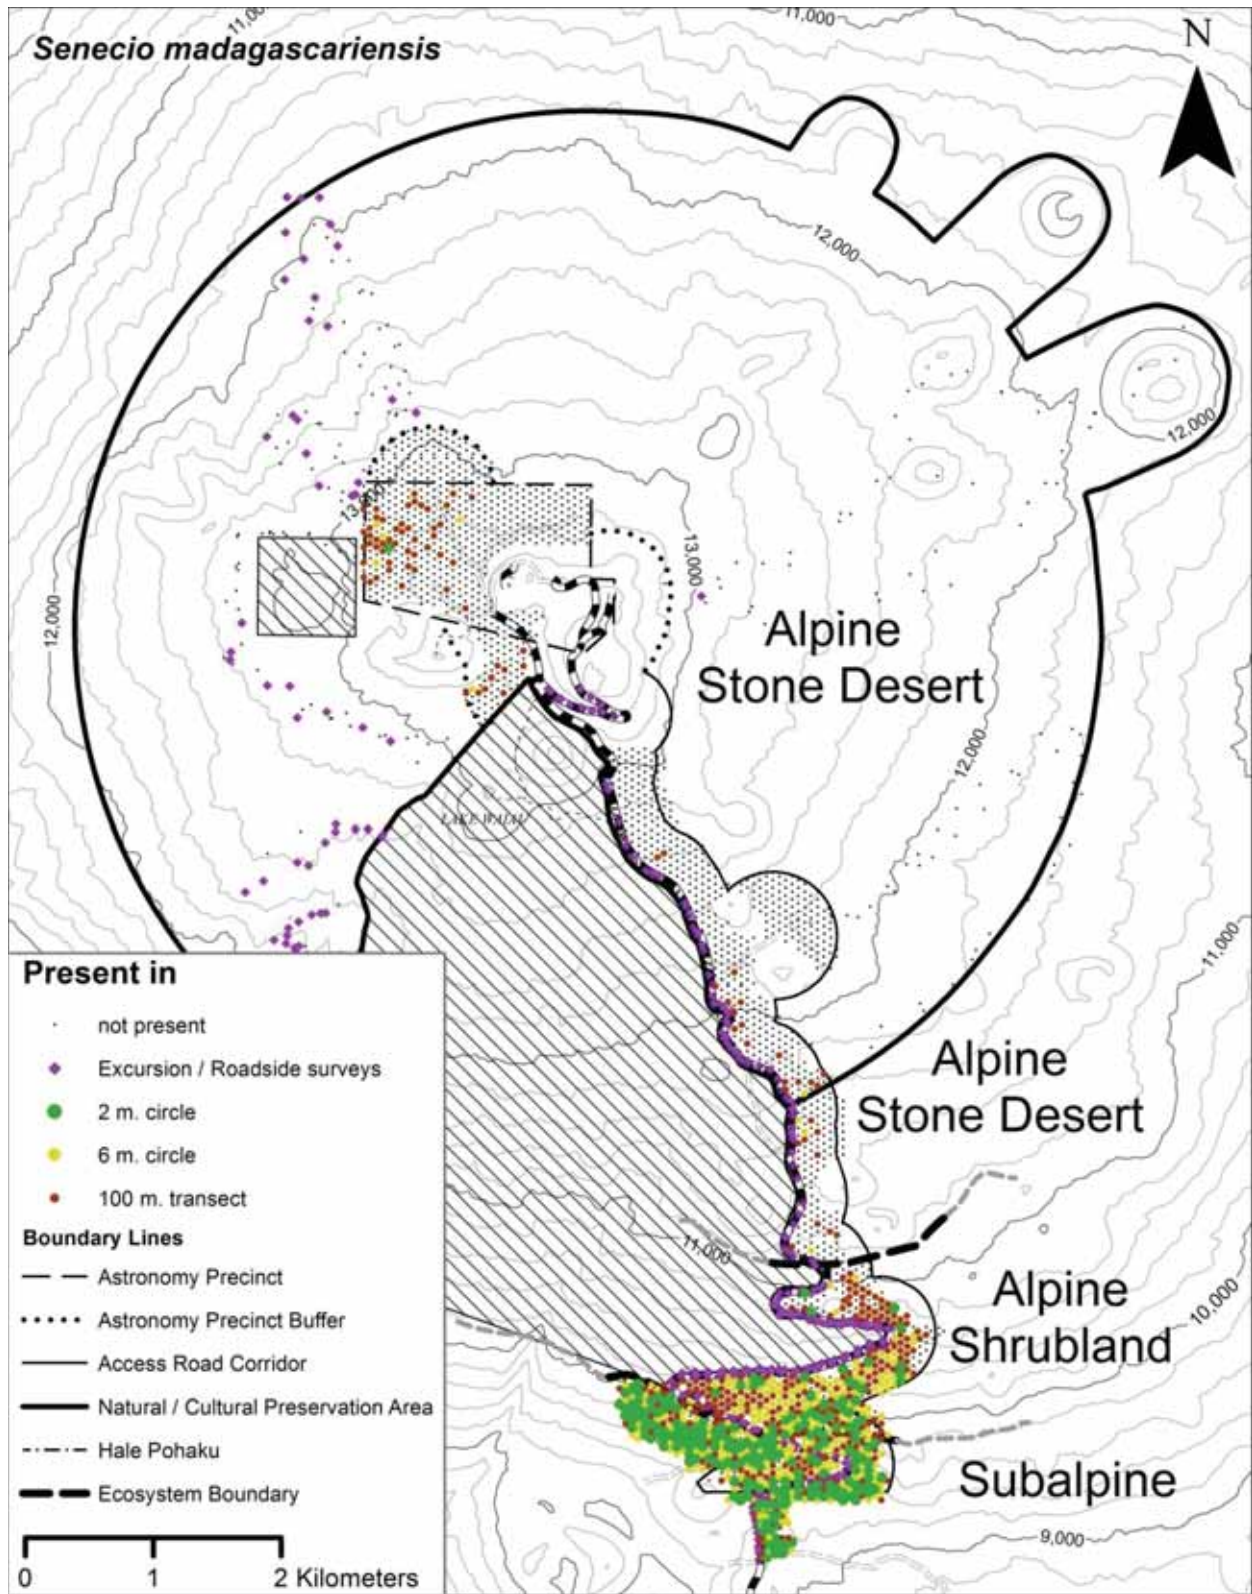 11,000
11,000
Senecio madagascariensis
N
12,000
12,000
13,000
13,000
12,000
Alpine
Stone Desert
12,000
LAKE WAIAU
11,000
Present in
not present
Excursion / Roadside surveys
2 m. circle
6 m. circle
100 m. transect
Boundary Lines
Astronomy Precinct
Astronomy Precinct Buffer
Access Road Corridor
Natural / Cultural Preservation Area
Hale Pohaku
Ecosystem Boundary
0 1 2 Kilometers
Alpine
Stone Desert
11,000
Alpine
Shrubland
10,000
Subalpine
9,000